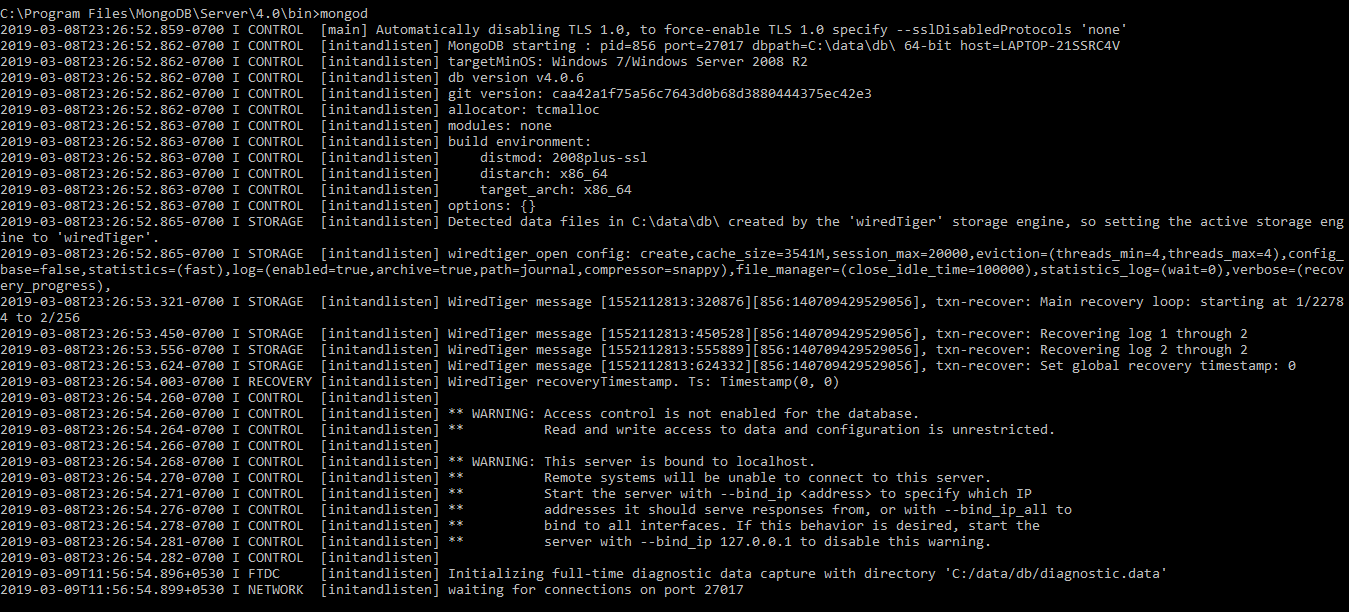 C:\Program Files\MongoDB\Server\4.0\bin>mongod
2019-03-08T23:26:52.859-0700 I CONTROL  [main] Automatically disabling TLS 1.0, to force-enable TLS 1.0 specify --sslDisabledProtocols 'none'
2019-03-08T23:26:52.862-0700 I CONTROL  [initandlisten] MongoDB starting : pid=856 port=27017 dbpath=C:\data\db\ 64-bit host=LAPTOP-21SSRC4V
2019-03-08T23:26:52.862-0700 I CONTROL  [initandlisten] targetMinOS: Windows 7/Windows Server 2008 R2
2019-03-08T23:26:52.862-0700 I CONTROL  [initandlisten] db version v4.0.6
2019-03-08T23:26:52.862-0700 I CONTROL  [initandlisten] git version: caa42a1f75a56c7643d0b68d3880444375ec42e3
2019-03-08T23:26:52.862-0700 I CONTROL  [initandlisten] allocator: tcmalloc
2019-03-08T23:26:52.863-0700 I CONTROL  [initandlisten] modules: none
2019-03-08T23:26:52.863-0700 I CONTROL  [initandlisten] build environment:
2019-03-08T23:26:52.863-0700 I CONTROL  [initandlisten]     distmod: 2008plus-ssl
2019-03-08T23:26:52.863-0700 I CONTROL  [initandlisten]     distarch: x86_64
2019-03-08T23:26:52.863-0700 I CONTROL  [initandlisten]     target_arch: x86_64
2019-03-08T23:26:52.863-0700 I CONTROL  [initandlisten] options: {}
2019-03-08T23:26:52.865-0700 I STORAGE  [initandlisten] Detected data files in C:\data\db\ created by the 'wiredTiger' storage engine, so setting the active storage eng
ine to 'wiredTiger'.
2019-03-08T23:26:52.865-0700 I STORAGE  [initandlisten] wiredtiger_open config: create,cache_size=3541M,session_max=20000,eviction=(threads_min=4,threads_max=4),config_
base=false,statistics=(fast),log=(enabled=true,archive=true,path=journal,compressor=snappy),file_manager=(close_idle_time=100000),statistics_log=(wait=0),verbose=(recov
ery_progress),
2019-03-08T23:26:53.321-0700 I STORAGE  [initandlisten] WiredTiger message [1552112813:320876][856:140709429529056], txn-recover: Main recovery loop: starting at 1/2278
4 to 2/256
2019-03-08T23:26:53.450-0700 I STORAGE  [initandlisten] WiredTiger message [1552112813:450528][856:140709429529056], txn-recover: Recovering log 1 through 2
2019-03-08T23:26:53.556-0700 I STORAGE  [initandlisten] WiredTiger message [1552112813:555889][856:140709429529056], txn-recover: Recovering log 2 through 2
2019-03-08T23:26:53.624-0700 I STORAGE  [initandlisten] WiredTiger message [1552112813:624332][856:140709429529056], txn-recover: Set global recovery timestamp: 0
2019-03-08T23:26:54.003-0700 I RECOVERY [initandlisten] WiredTiger recoveryTimestamp. Ts: Timestamp(0, 0)
2019-03-08T23:26:54.260-0700 I CONTROL  [initandlisten]
2019-03-08T23:26:54.260-0700 I CONTROL  [initandlisten] ** WARNING: Access control is not enabled for the database.
2019-03-08T23:26:54.264-0700 I CONTROL  [initandlisten] **          Read and write access to data and configuration is unrestricted.
2019-03-08T23:26:54.266-0700 I CONTROL  [initandlisten]
2019-03-08T23:26:54.268-0700 I CONTROL  [initandlisten] ** WARNING: This server is bound to localhost.
2019-03-08T23:26:54.270-0700 I CONTROL  [initandlisten] **          Remote systems will be unable to connect to this server.
2019-03-08T23:26:54.271-0700 I CONTROL  [initandlisten] **          Start the server with --bind_ip <address> to specify which IP
2019-03-08T23:26:54.276-0700 I CONTROL  [initandlisten] **          addresses it should serve responses from, or with --bind_ip_all to
2019-03-08T23:26:54.278-0700 I CONTROL  [initandlisten] **          bind to all interfaces. If this behavior is desired, start the
2019-03-08T23:26:54.281-0700 I CONTROL  [initandlisten] **          server with --bind_ip 127.0.0.1 to disable this warning.
2019-03-08T23:26:54.282-0700 I CONTROL  [initandlisten]
2019-03-09T11:56:54.896+0530 I FTDC     [initandlisten] Initializing full-time diagnostic data capture with directory 'C:/data/db/diagnostic.data'
2019-03-09T11:56:54.899+0530 I NETWORK  [initandlisten] waiting for connections on port 27017